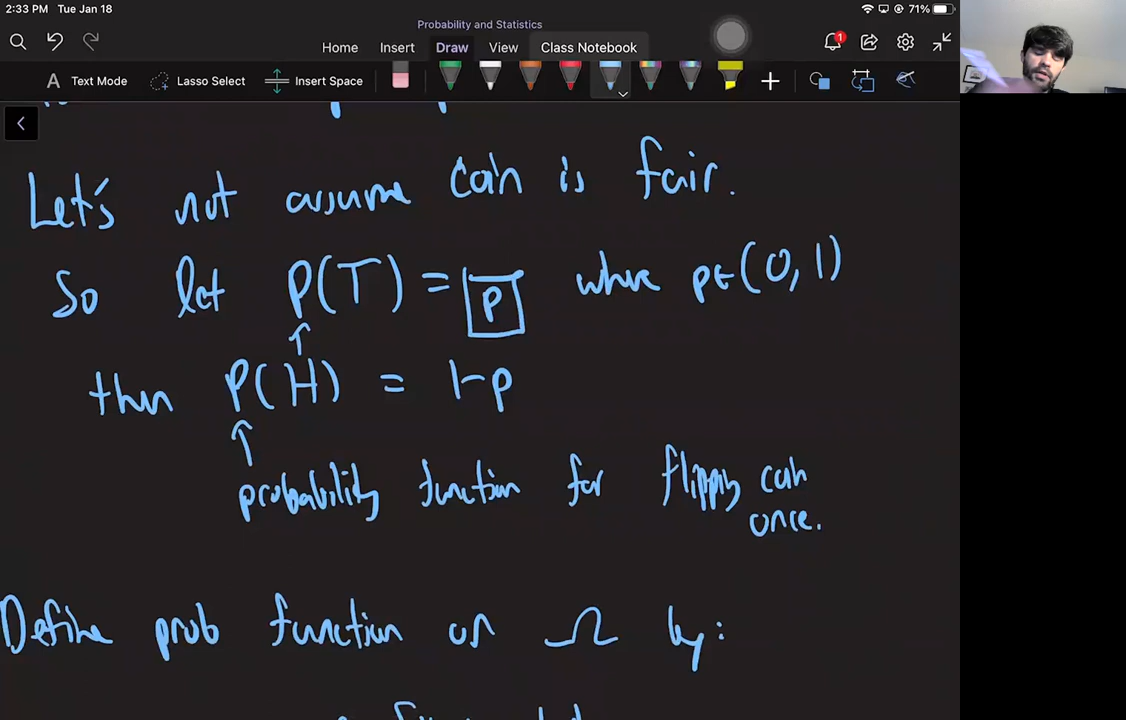 2:33 PM Tue Jan 18
71%
Probability and Statistics
Home Insert Draw View Class Notebook
1
A Text Mode Lasso Select Insert Space
Let's not assume coin is fair.
So let P(T) = p where p∈(0,1)
↑
then P(H) = 1-p
↑
probability function for flipping coin
once.
Define prob function on Ω by: